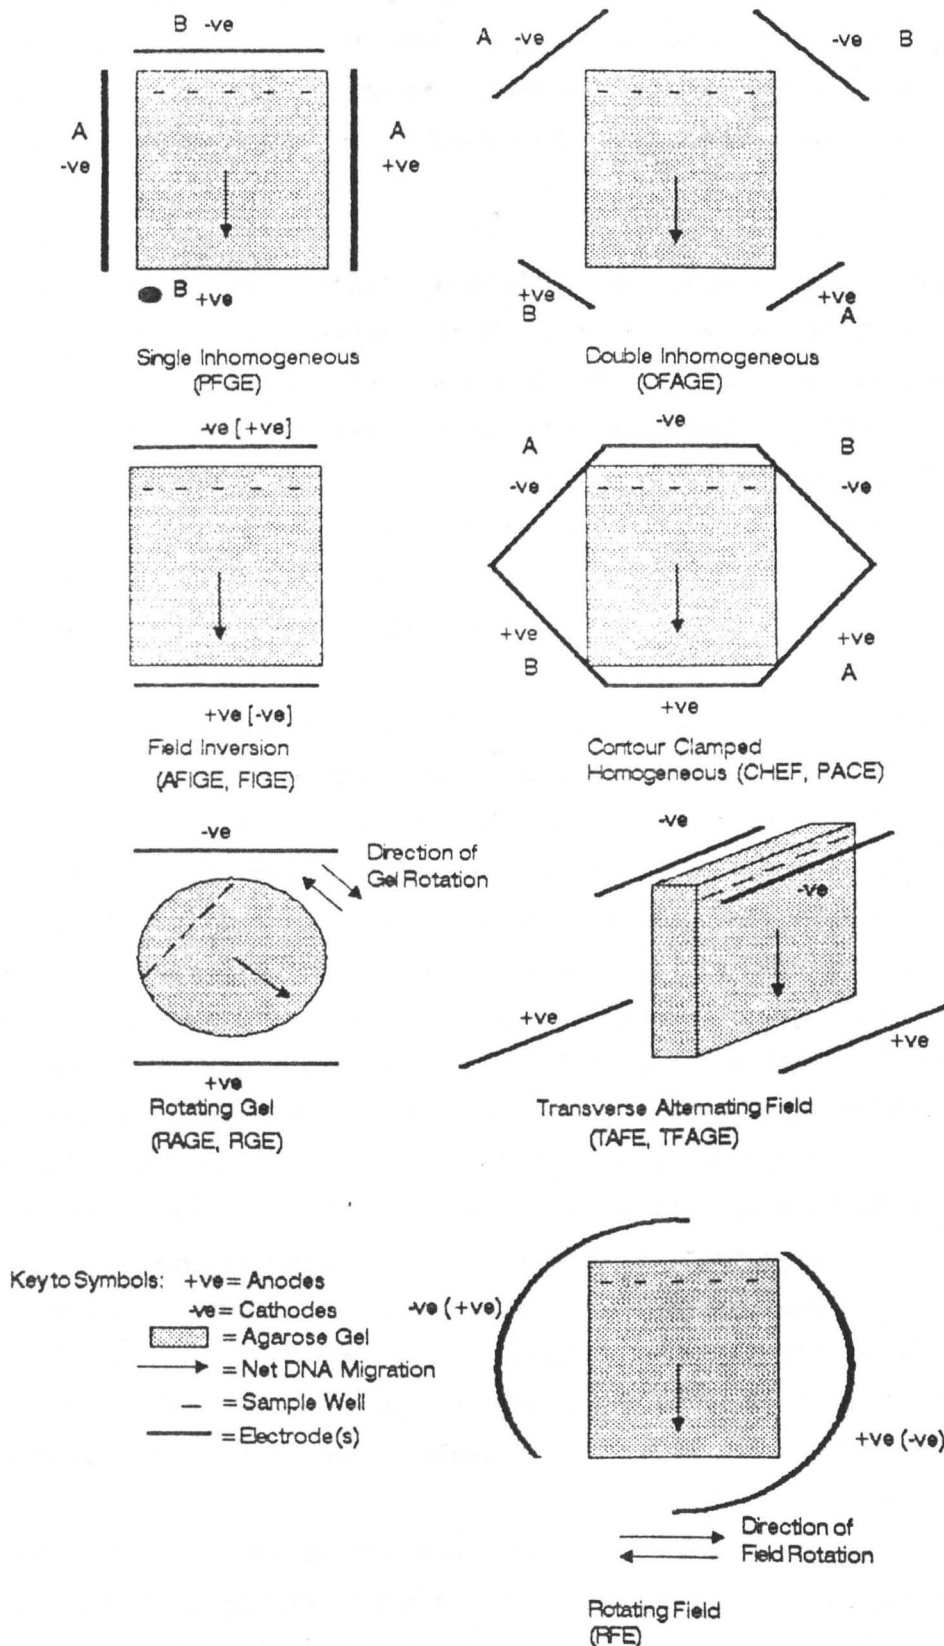 B -ve
A -ve
A +ve
B +ve
Single Inhomogeneous
(PFGE)
A -ve
-ve B
+ve B
+ve A
Double Inhomogeneous
(OFAGE)
-ve [+ve]
+ve [-ve]
Field Inversion
(AFIGE, FIGE)
-ve
A
B
-ve
-ve
+ve
+ve
B
A
+ve
Contour Clamped
Homogeneous (CHEF, PACE)
-ve
Direction of
Gel Rotation
+ve
Rotating Gel
(RAGE, RGE)
-ve
-ve
+ve
+ve
Transverse Alternating Field
(TAFE, TFAGE)
Key to Symbols: +ve = Anodes
-ve = Cathodes
= Agarose Gel
= Net DNA Migration
= Sample Well
= Electrode(s)
-ve (+ve)
+ve (-ve)
Direction of
Field Rotation
Rotating Field
(RFE)